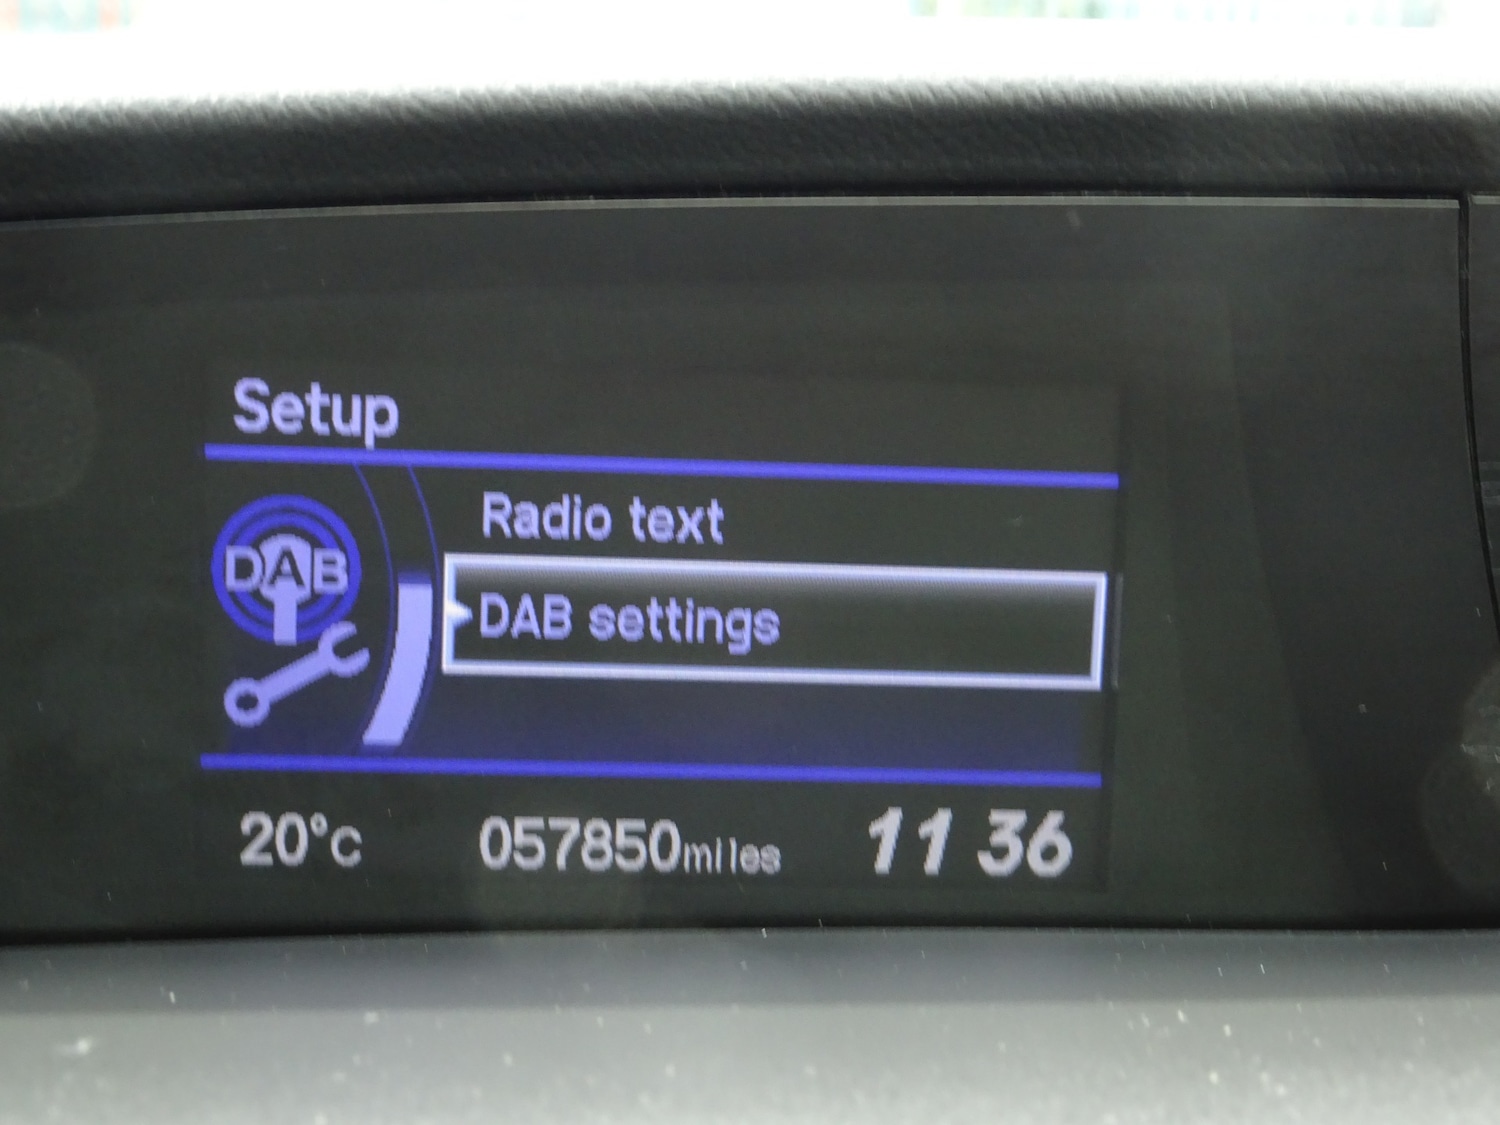 Setup
Radio text
DAB
DAB settings
20°c
057850miles
11 36